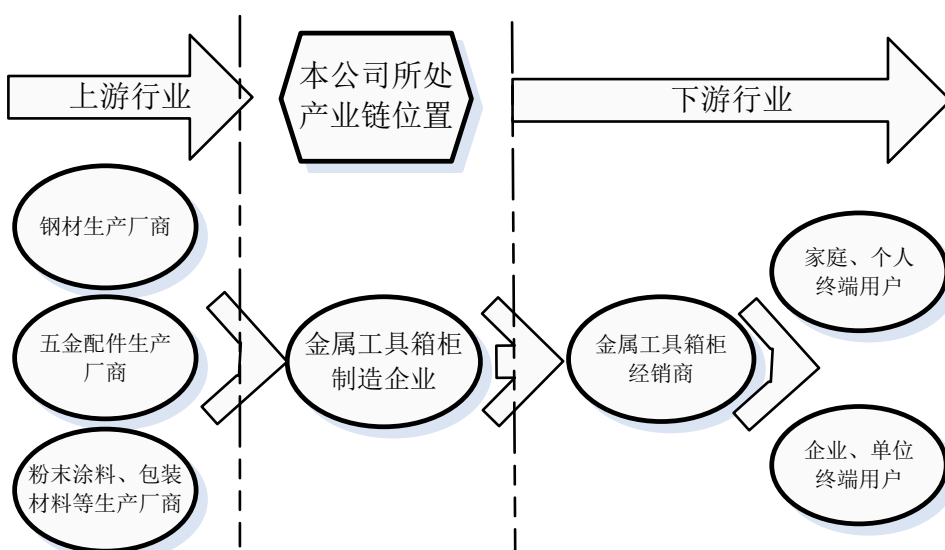 上游行业
本公司所处
产业链位置
下游行业
钢材生产厂商
五金配件生产
厂商
粉末涂料、包装
材料等生产厂商
金属工具箱柜
制造企业
金属工具箱柜
经销商
家庭、个人
终端用户
企业、单位
终端用户